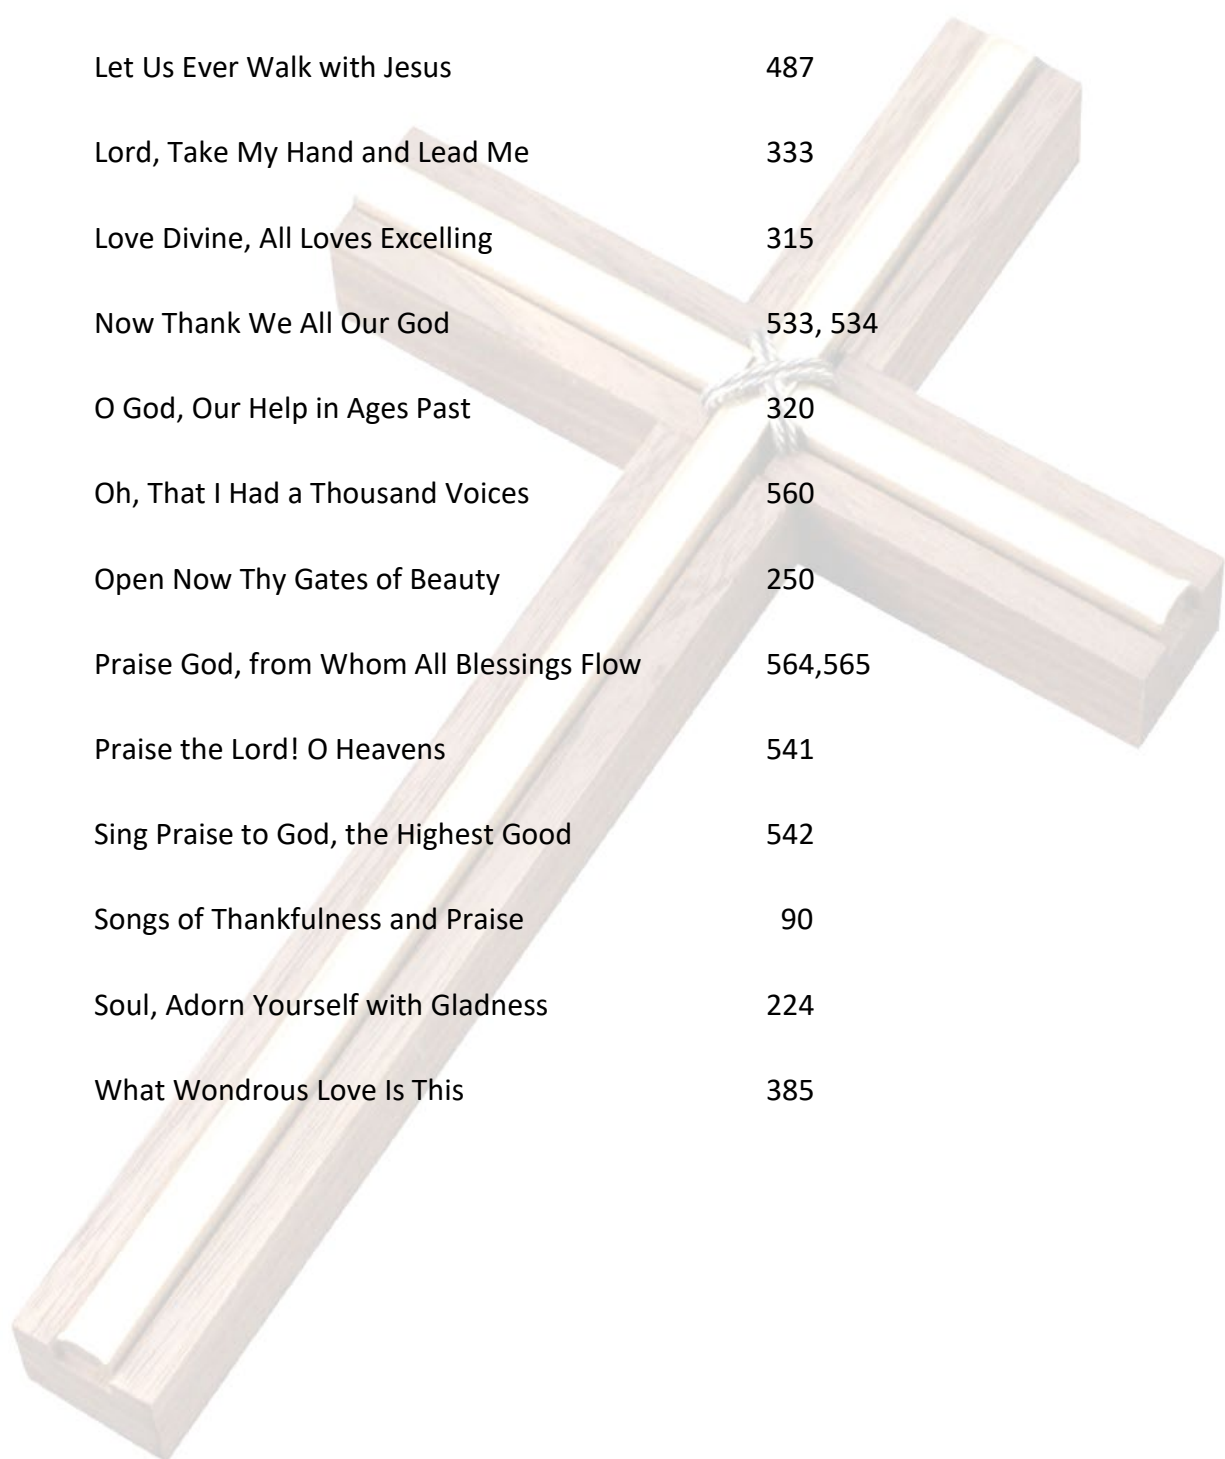 Let Us Ever Walk with Jesus 487
Lord, Take My Hand and Lead Me 333
Love Divine, All Loves Excelling 315
Now Thank We All Our God 533, 534
O God, Our Help in Ages Past 320
Oh, That I Had a Thousand Voices 560
Open Now Thy Gates of Beauty 250
Praise God, from Whom All Blessings Flow 564,565
Praise the Lord! O Heavens 541
Sing Praise to God, the Highest Good 542
Songs of Thankfulness and Praise 90
Soul, Adorn Yourself with Gladness 224
What Wondrous Love Is This 385